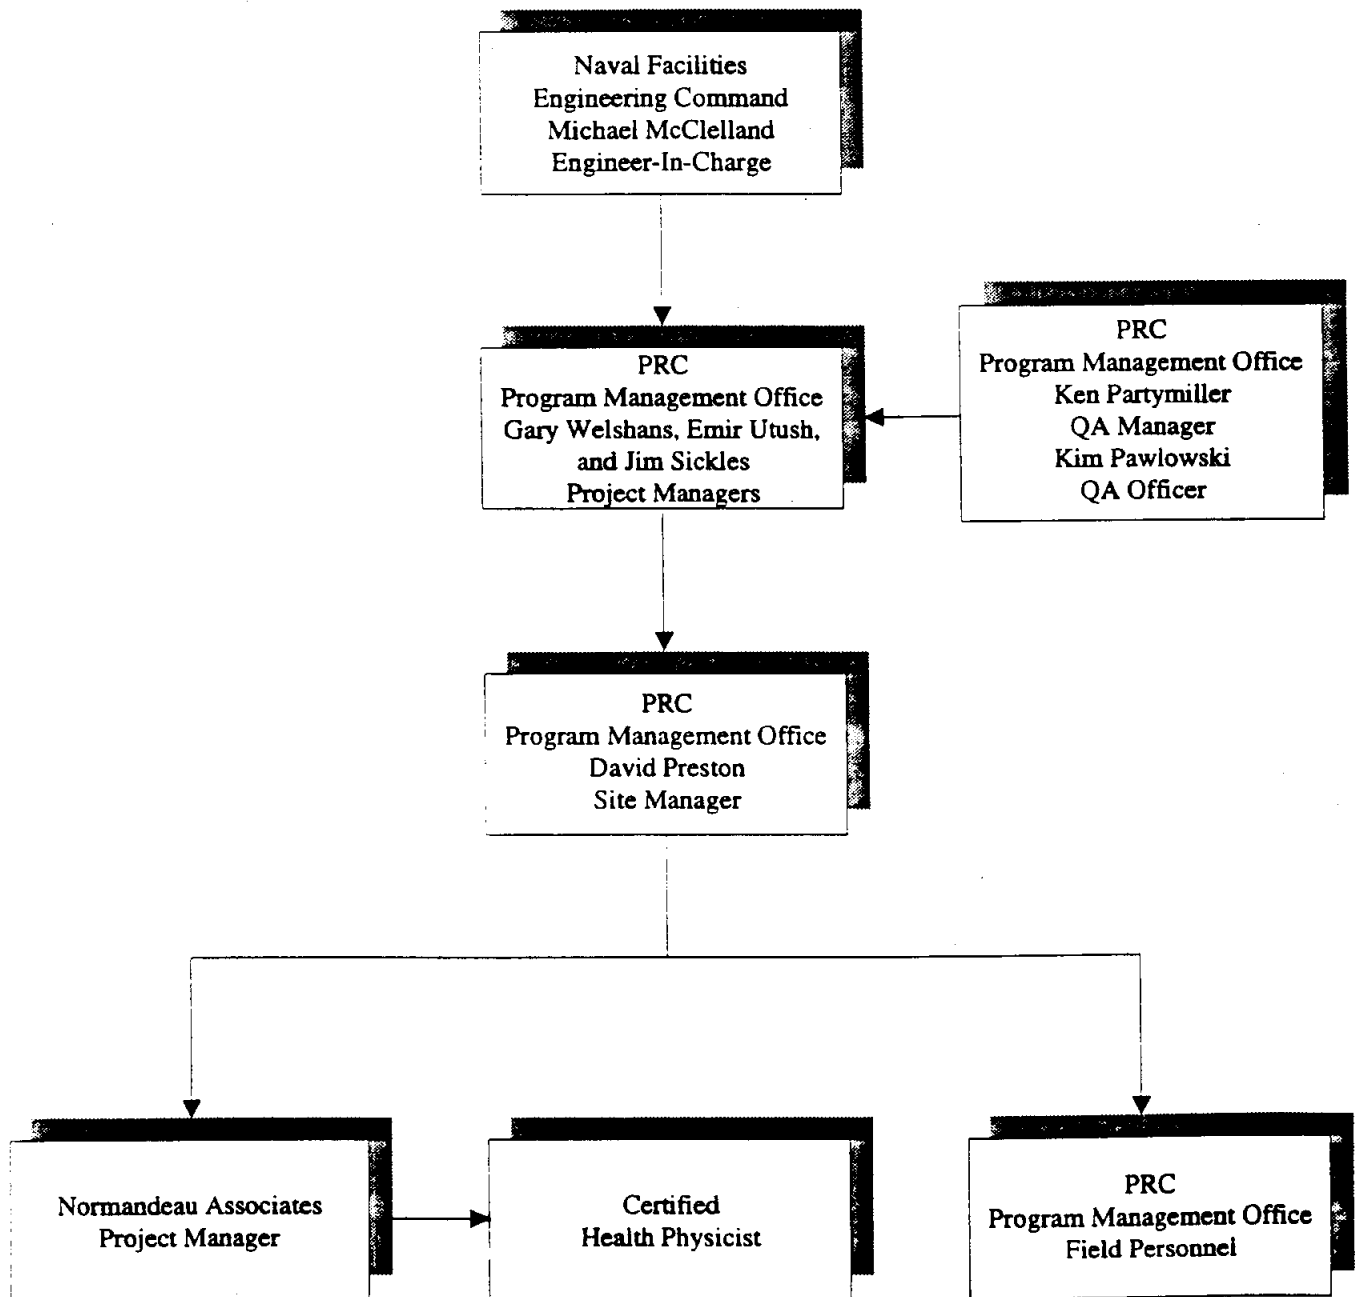 Naval Facilities
Engineering Command
Michael McClelland
Engineer-In-Charge
PRC
Program Management Office
Gary Welshans, Emir Utush,
and Jim Sickles
Project Managers
PRC
Program Management Office
Ken Partymiller
QA Manager
Kim Pawlowski
QA Officer
PRC
Program Management Office
David Preston
Site Manager
Normandeau Associates
Project Manager
Certified
Health Physicist
PRC
Program Management Office
Field Personnel